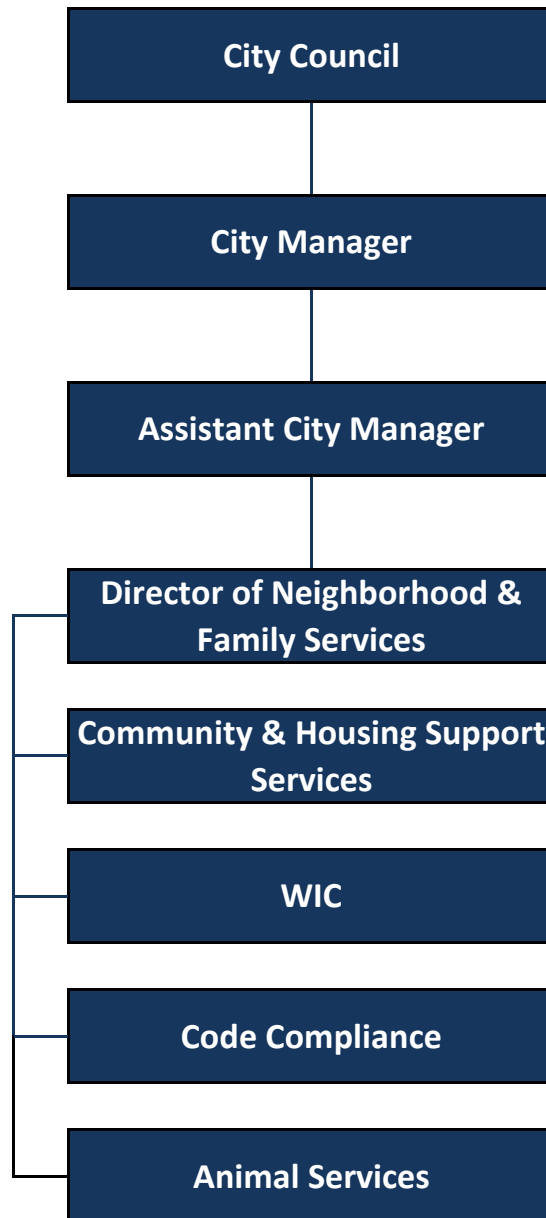 City Council
City Manager
Assistant City Manager
Director of Neighborhood &
Family Services
Community & Housing Support
Services
WIC
Code Compliance
Animal Services